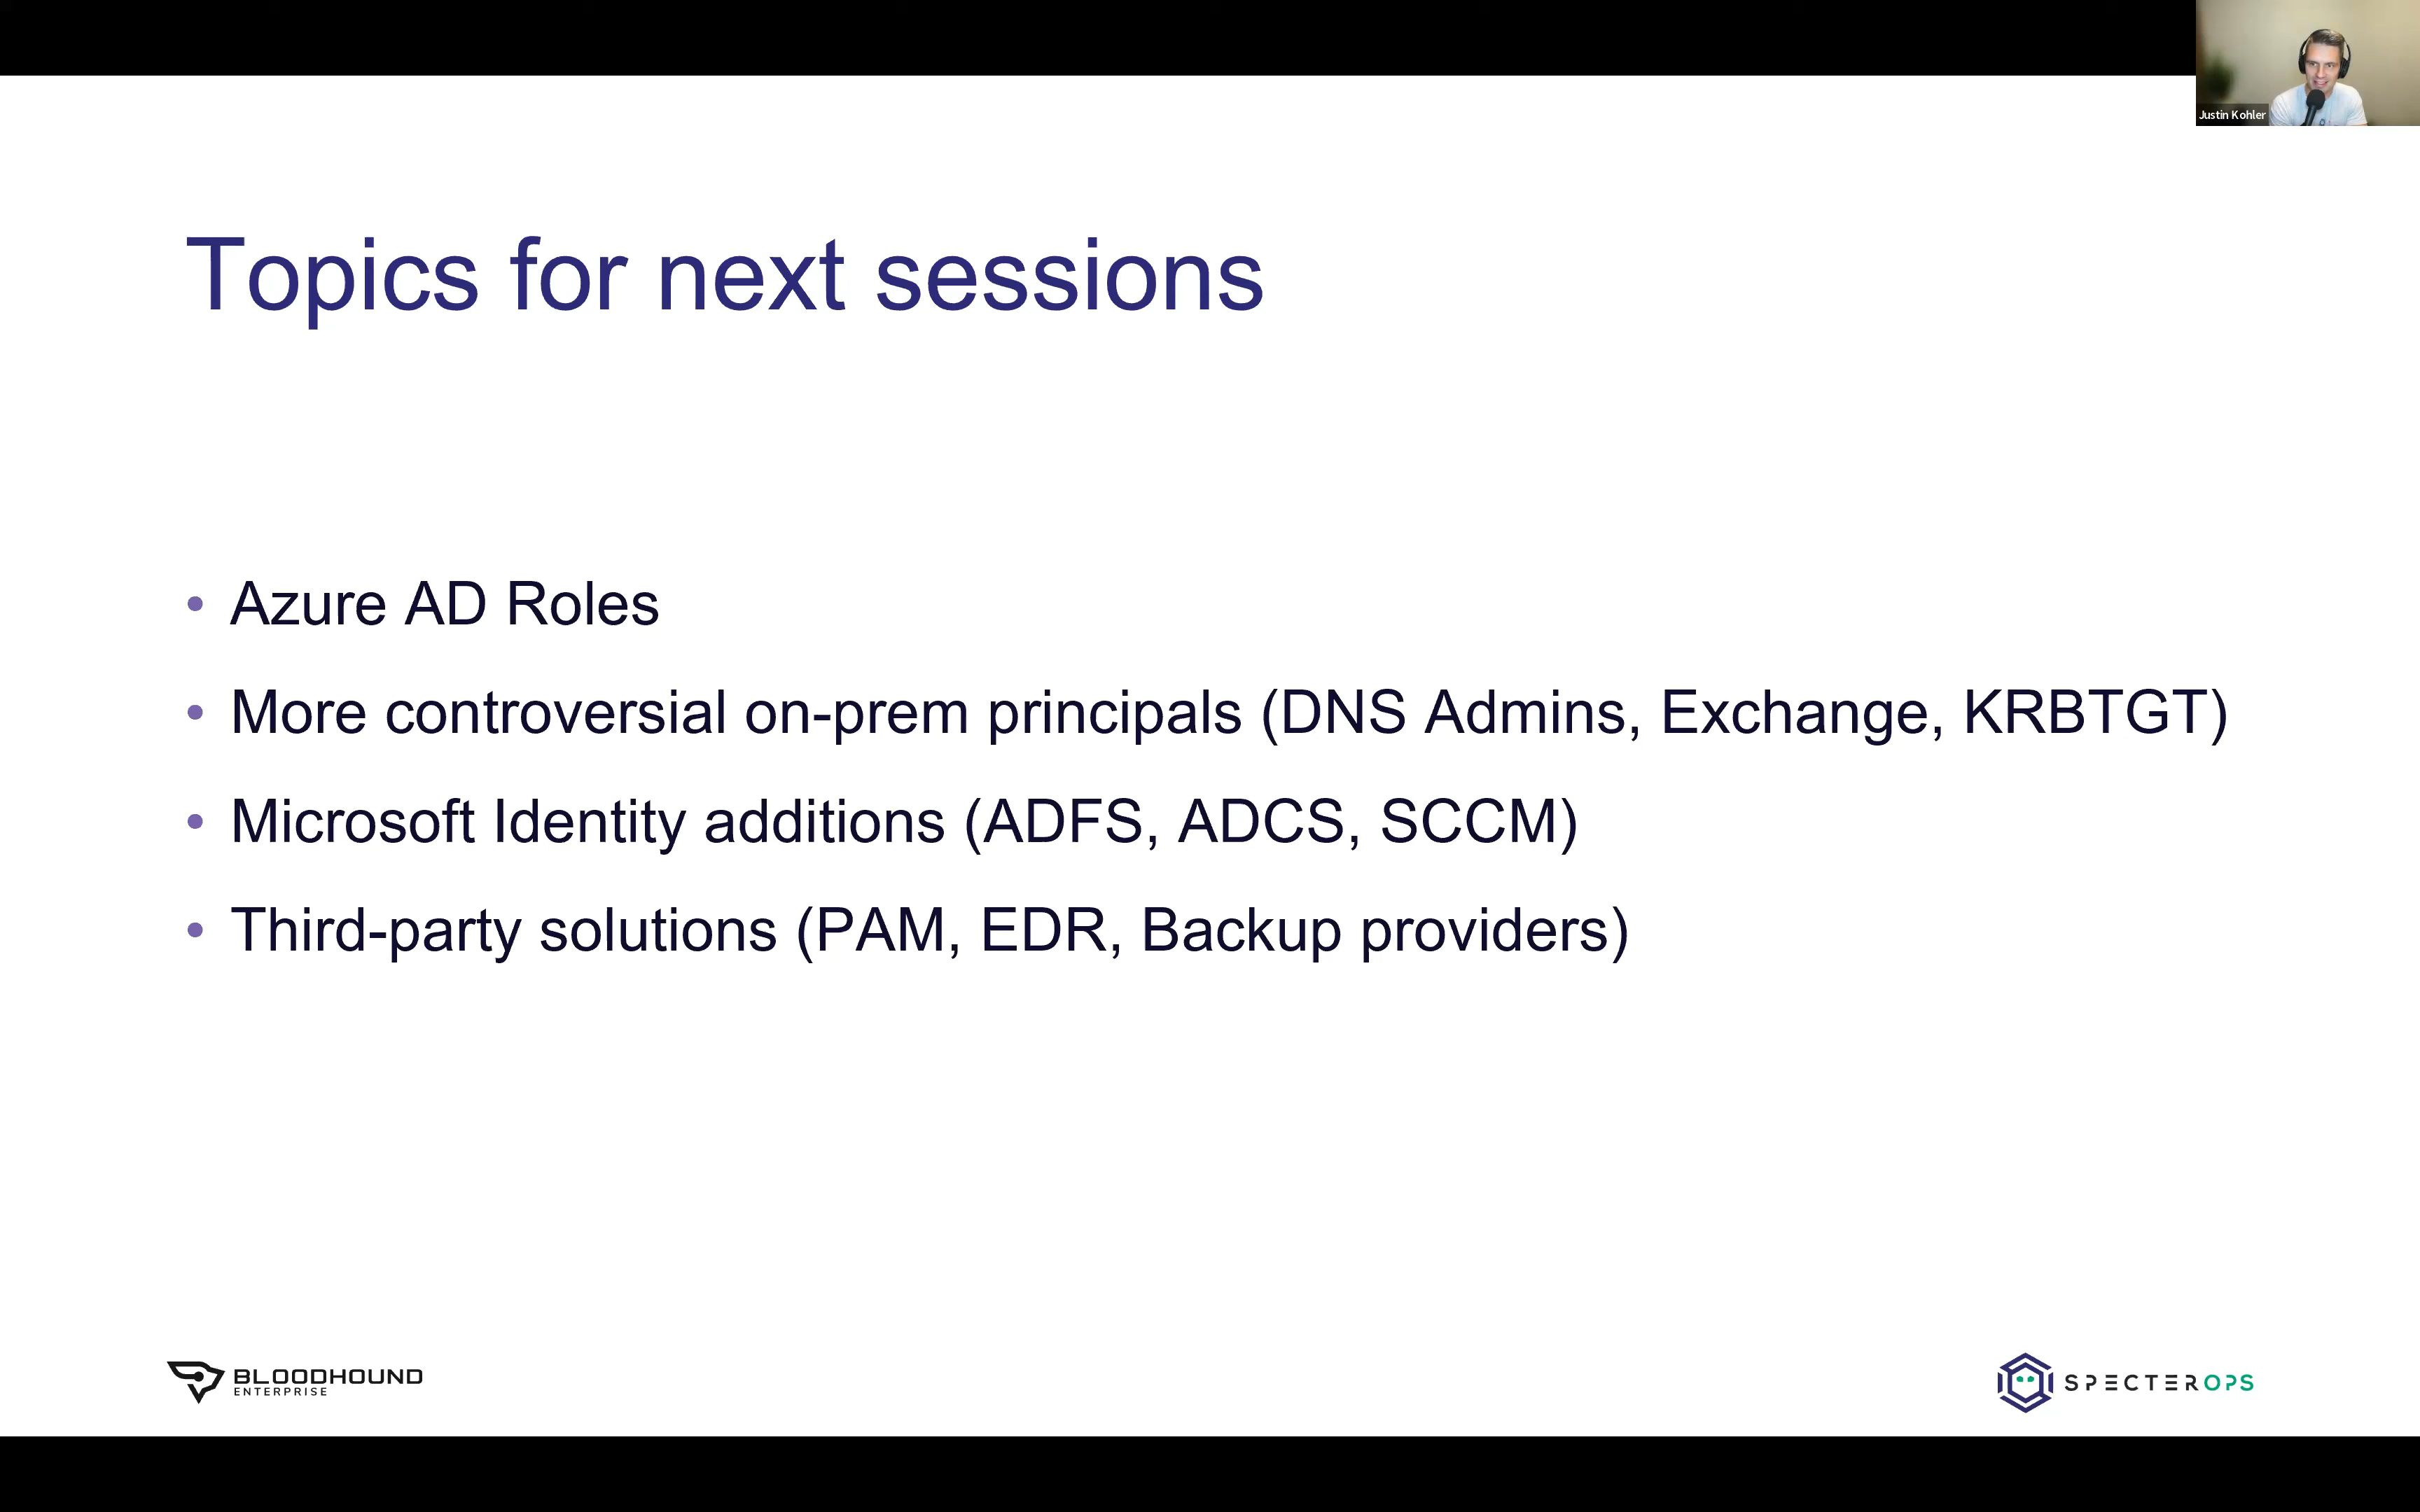 Justin Kohler
Topics for next sessions
• Azure AD Roles
• More controversial on-prem principals (DNS Admins, Exchange, KRBTGT)
• Microsoft Identity additions (ADFS, ADCS, SCCM)
• Third-party solutions (PAM, EDR, Backup providers)
BLOODHOUND
ENTERPRISE
SPECTEROPS